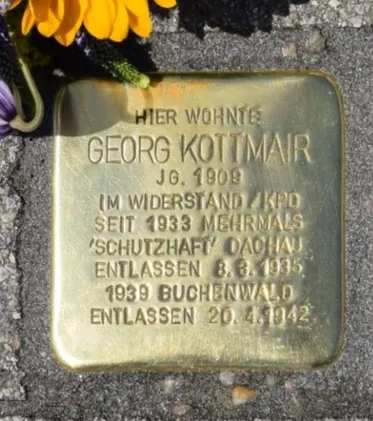 HIER WOHNTE
GEORG KOTTMAIR
JG. 1909
IM WIDERSTAND / KPD
SEIT 1933 MEHRMALS
'SCHUTZHAFT' DACHAU
ENTLASSEN 8.3.1935
1939 BUCHENWALD
ENTLASSEN 20.4.1942